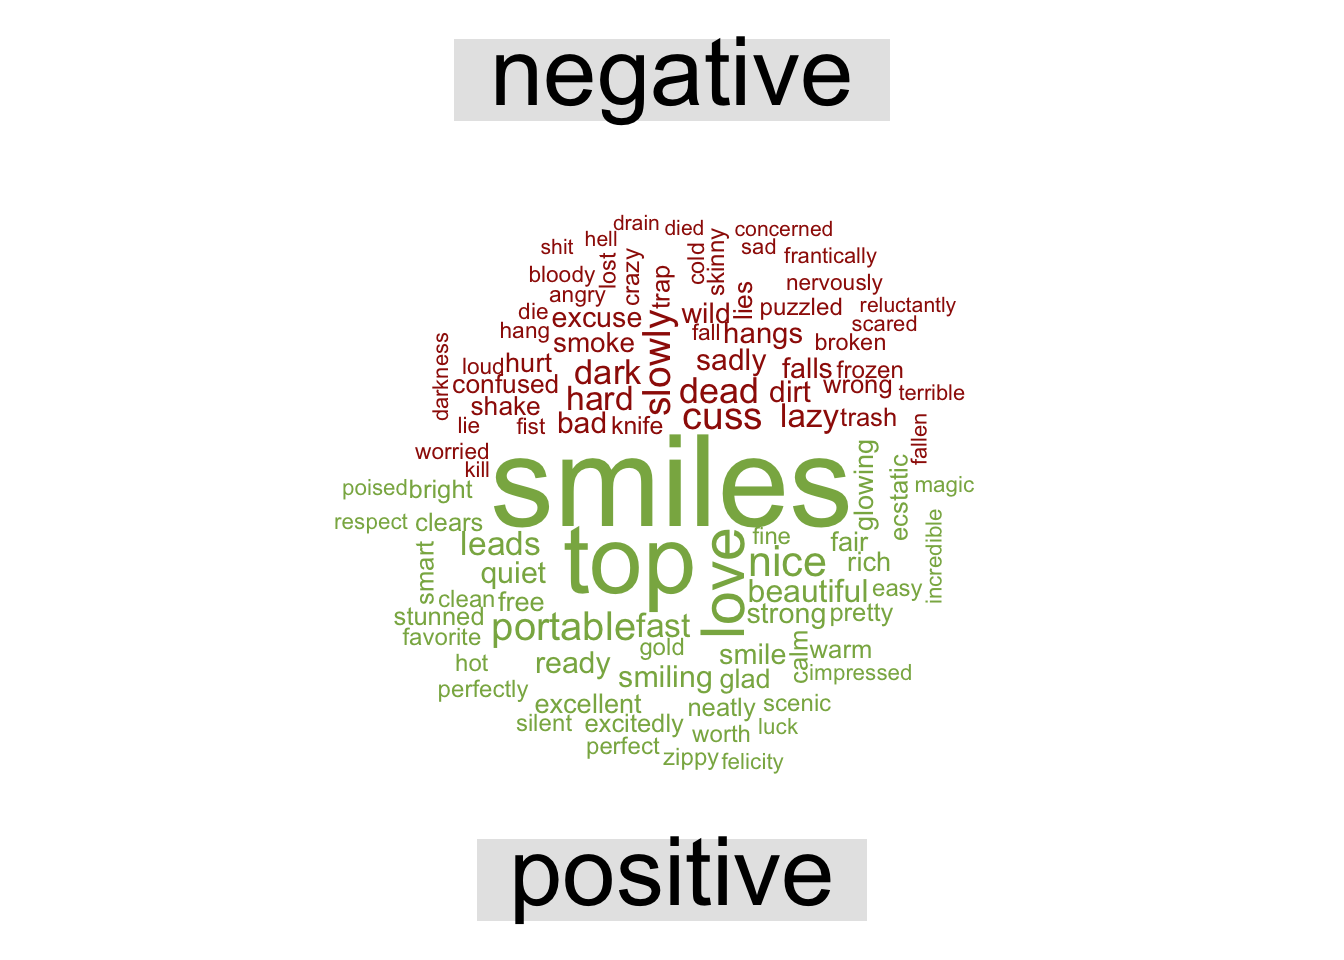 negative
drain
died
concerned
shit
hell
sad
frantically
bloody
lost
crazy
trap
cold
skinny
nervously
angry
lies
puzzled
reluctantly
die
excuse
slowly
wild
scared
hang
smoke
fall
hangs
broken
darkness
loud
hurt
dark
sadly
falls
frozen
confused
hard
dead
dirt
wrong
terrible
shake
lie
fist
bad
knife
cuss
lazy
trash
fallen
worried
kill
smiles
glowing
ecstatic
magic
poised
bright
respect
clears
leads
top
love
fine
fair
incredible
smart
quiet
nice
rich
clean
free
beautiful
easy
stunned
portable
fast
strong
pretty
favorite
gold
hot
ready
smile
calm
warm
perfectly
smiling
glad
impressed
excellent
neatly
scenic
silent
excitedly
worth
luck
perfect
zippy
felicity
positive